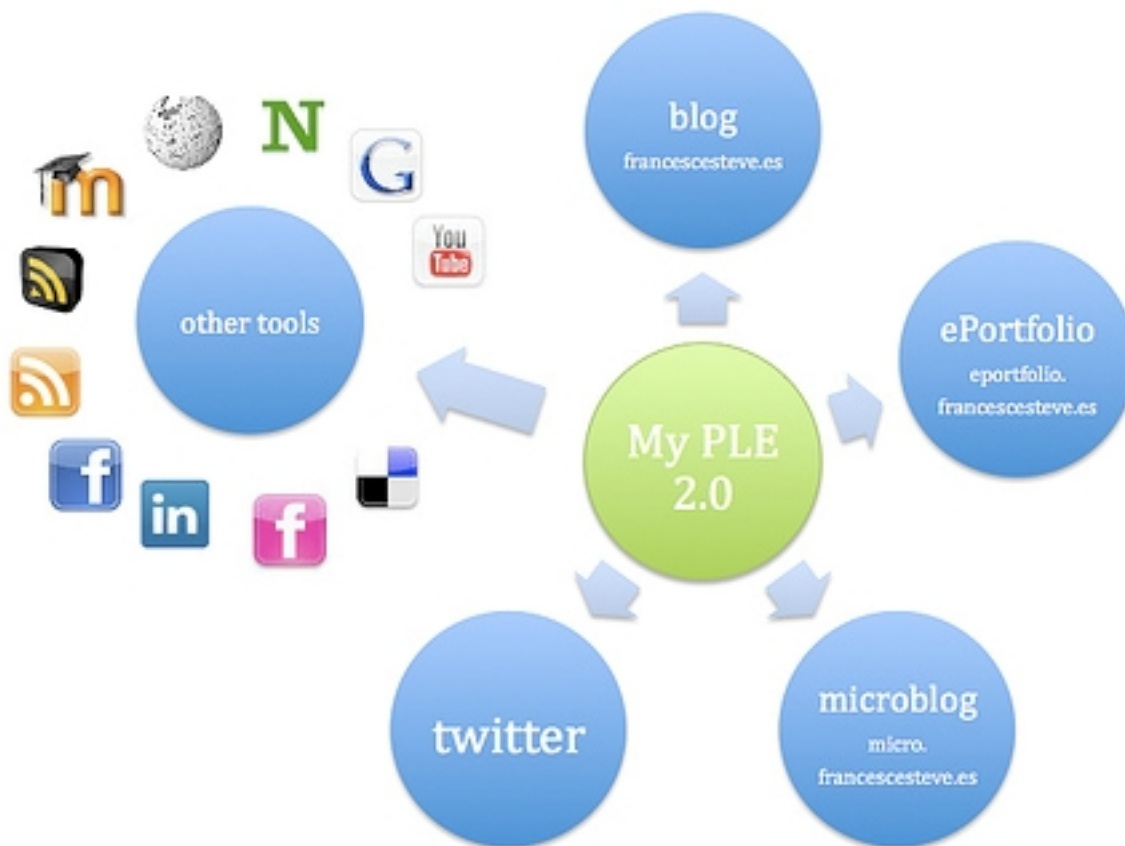 blog
francescesteve.es
N
G
m
You
Tube
other tools
ePortfolio
eportfolio.
francescesteve.es
My PLE
2.0
f
in
f
twitter
microblog
micro.
francescesteve.es